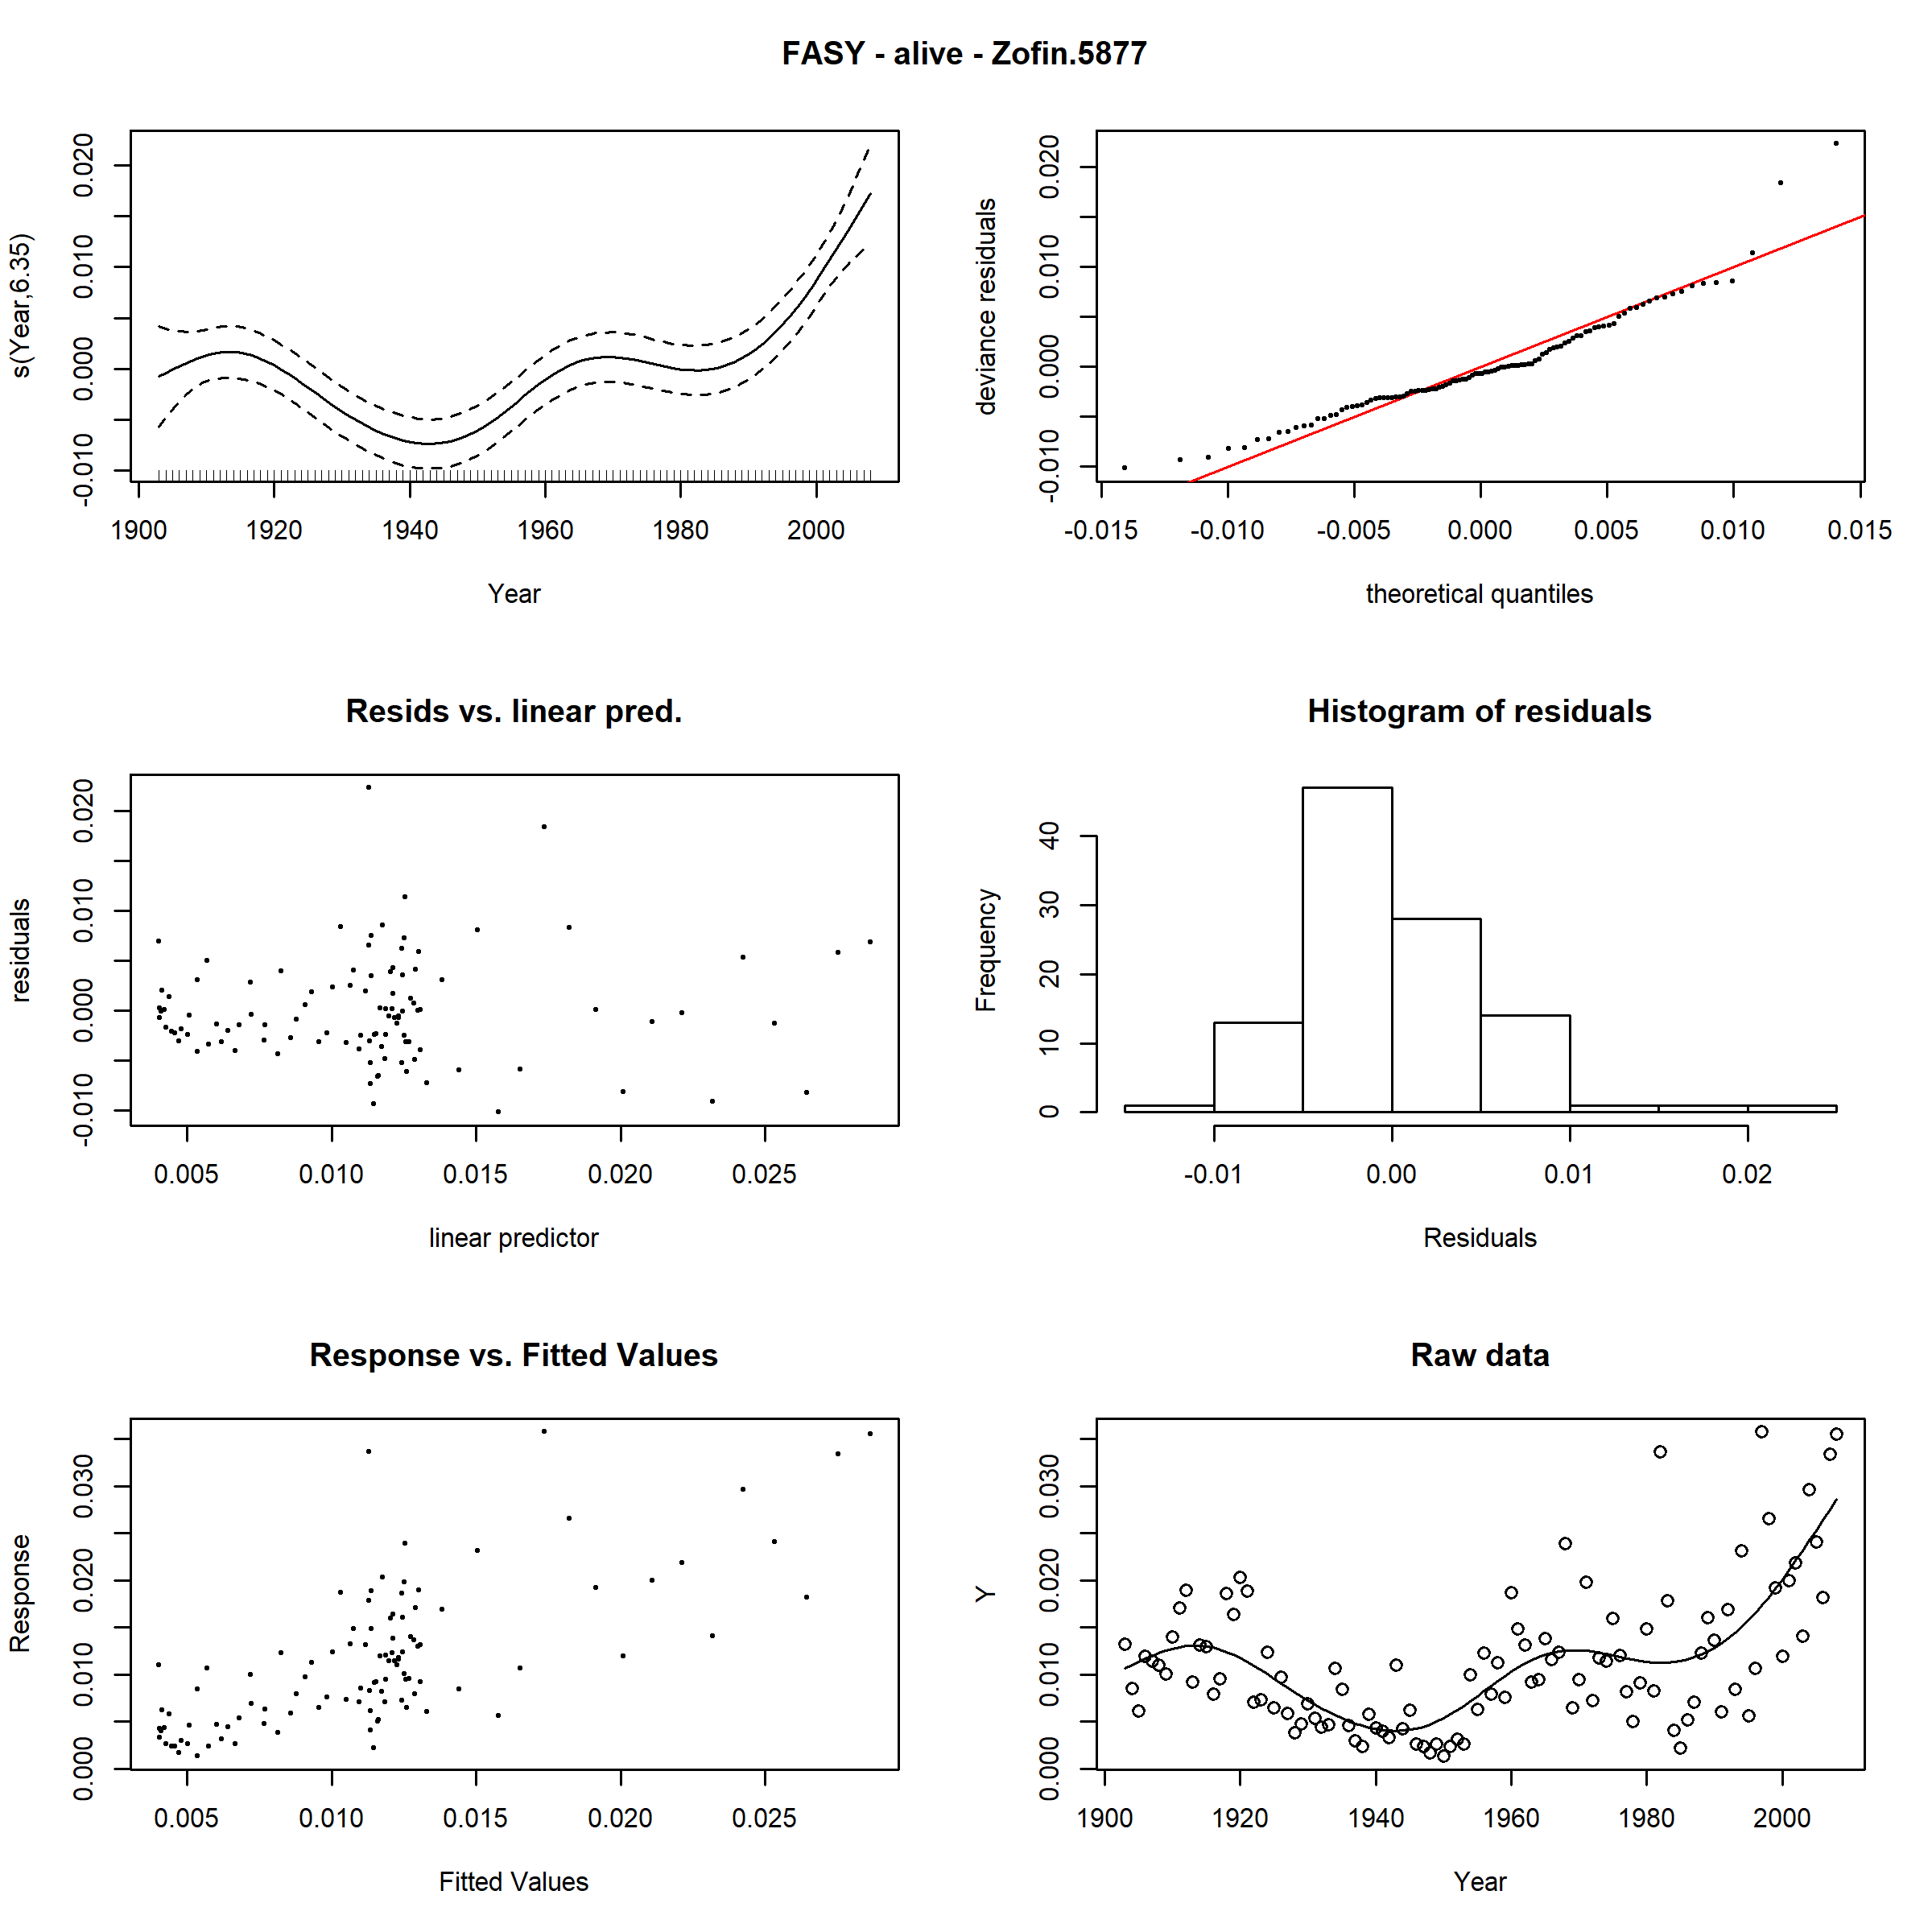 FASY - alive - Zofin.5877
s(Year,6.35)
-0.010 0.000 0.010 0.020
1900 1920 1940 1960 1980 2000
Year
deviance residuals
-0.010 0.000 0.010 0.020
-0.015 -0.010 -0.005 0.000 0.005 0.010 0.015
theoretical quantiles
Resids vs. linear pred.
residuals
-0.010 0.000 0.010 0.020
0.005 0.010 0.015 0.020 0.025
linear predictor
Histogram of residuals
Frequency
0 10 20 30 40
-0.01 0.00 0.01 0.02
Residuals
Response vs. Fitted Values
Response
0.000 0.010 0.020 0.030
0.005 0.010 0.015 0.020 0.025
Fitted Values
Raw data
Y
0.000 0.010 0.020 0.030
1900 1920 1940 1960 1980 2000
Year